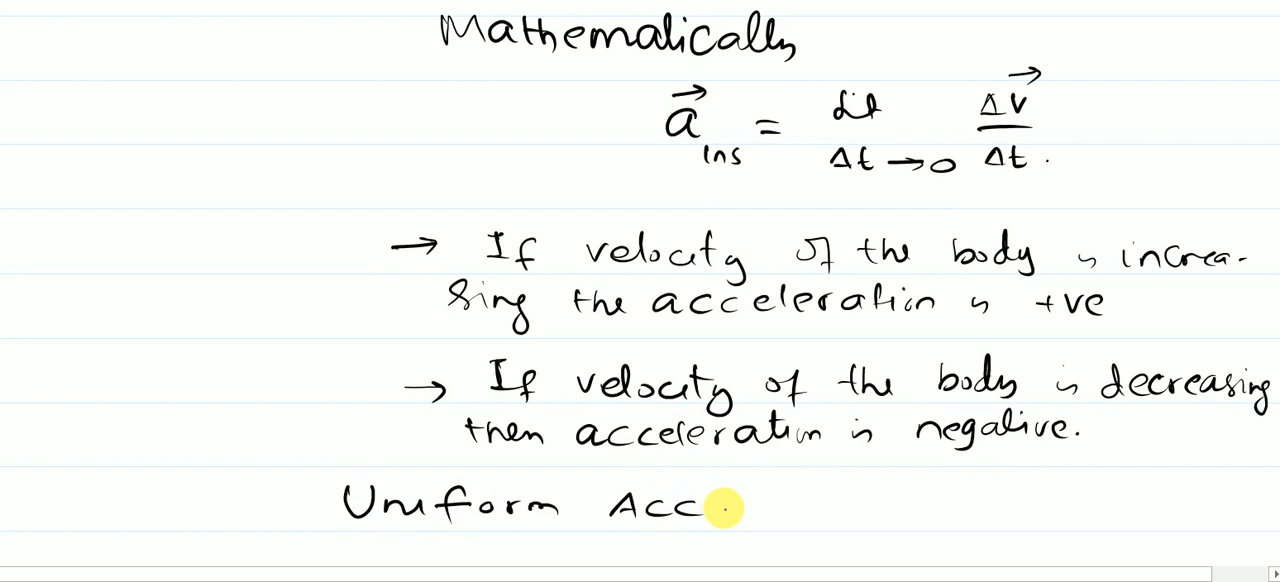 Mathematically
a⃗ ins = Lt Δt→0 Δv⃗/Δt.
→ If velocity of the body is increa-
sing the acceleration is +ve
→ If velocity of the body is decreasing
then acceleration is negative.
Uniform Acc